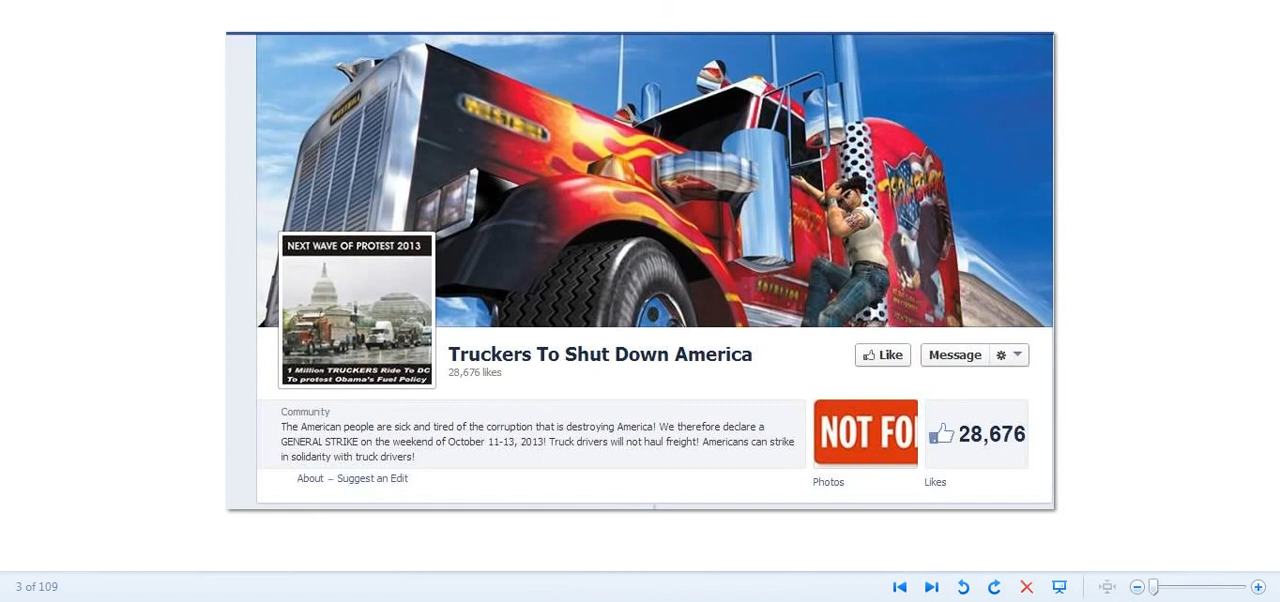 NEXT WAVE OF PROTEST 2013
1 Million TRUCKERS Ride To DC
To protest Obama's Fuel Policy
Truckers To Shut Down America
28,676 likes
Like
Message
Community
The American people are sick and tired of the corruption that is destroying America! We therefore declare a
GENERAL STRIKE on the weekend of October 11-13, 2013! Truck drivers will not haul freight! Americans can strike
in solidarity with truck drivers!
About – Suggest an Edit
NOT FO
Photos
28,676
Likes
3 of 109